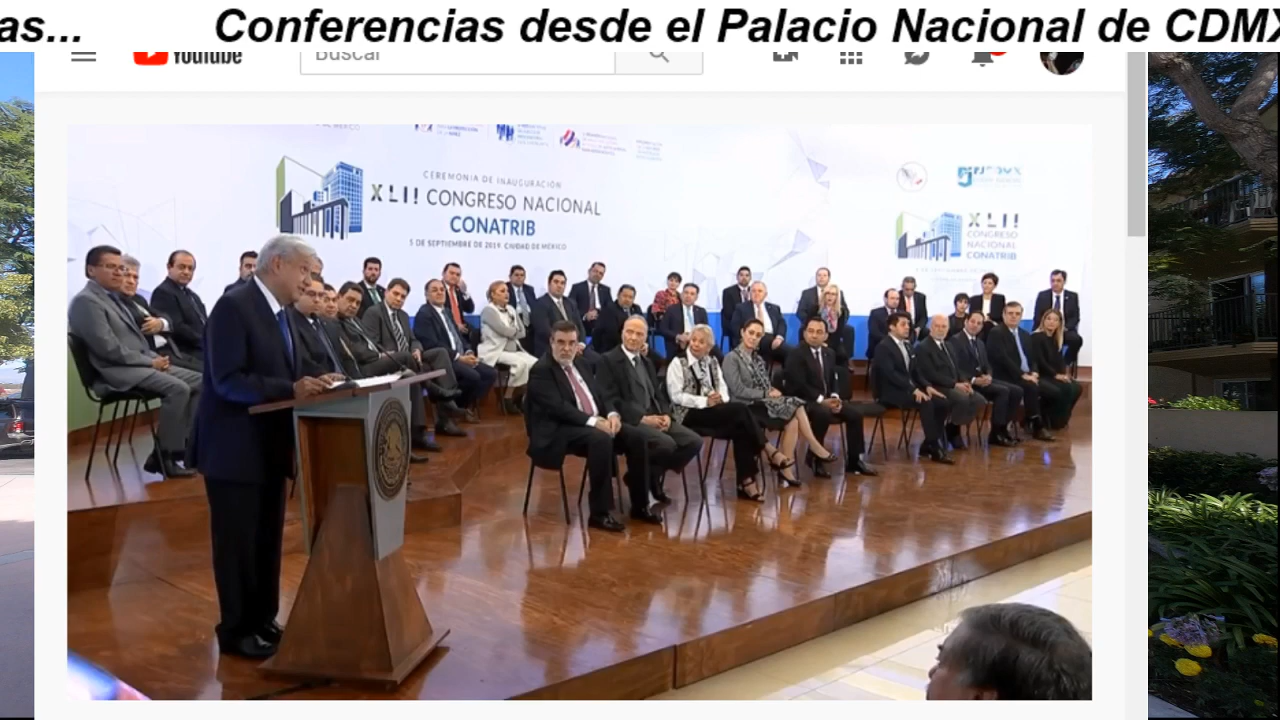 as...	Conferencias desde el Palacio Nacional de CDMX
YouTube
Buscar
CEREMONIA DE INAUGURACIÓN
XLII CONGRESO NACIONAL
CONATRIB
5 DE SEPTIEMBRE DE 2019 CIUDAD DE MÉXICO
XLII
CONGRESO
NACIONAL
CONATRIB